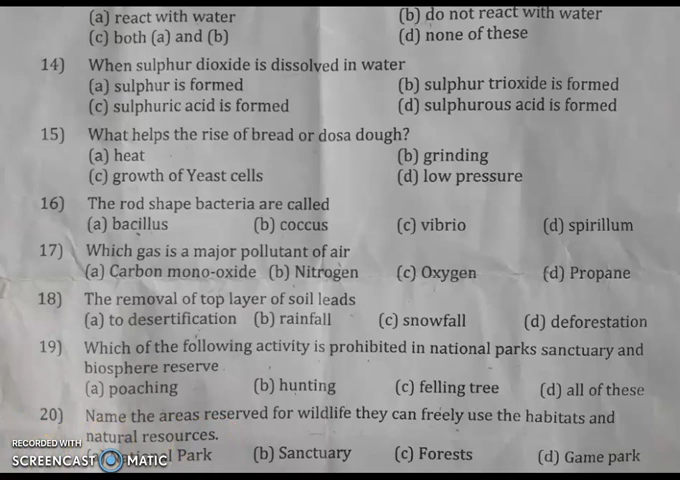 (a) react with water (b) do not react with water
(c) both (a) and (b) (d) none of these
14) When sulphur dioxide is dissolved in water
(a) sulphur is formed (b) sulphur trioxide is formed
(c) sulphuric acid is formed (d) sulphurous acid is formed
15) What helps the rise of bread or dosa dough?
(a) heat (b) grinding
(c) growth of Yeast cells (d) low pressure
16) The rod shape bacteria are called
(a) bacillus (b) coccus (c) vibrio (d) spirillum
17) Which gas is a major pollutant of air
(a) Carbon mono-oxide (b) Nitrogen (c) Oxygen (d) Propane
18) The removal of top layer of soil leads
(a) to desertification (b) rainfall (c) snowfall (d) deforestation
19) Which of the following activity is prohibited in national parks sanctuary and
biosphere reserve
(a) poaching (b) hunting (c) felling tree (d) all of these
20) Name the areas reserved for wildlife they can freely use the habitats and
natural resources.
Park (b) Sanctuary (c) Forests (d) Game park
RECORDED WITH
SCREENCAST MATIC